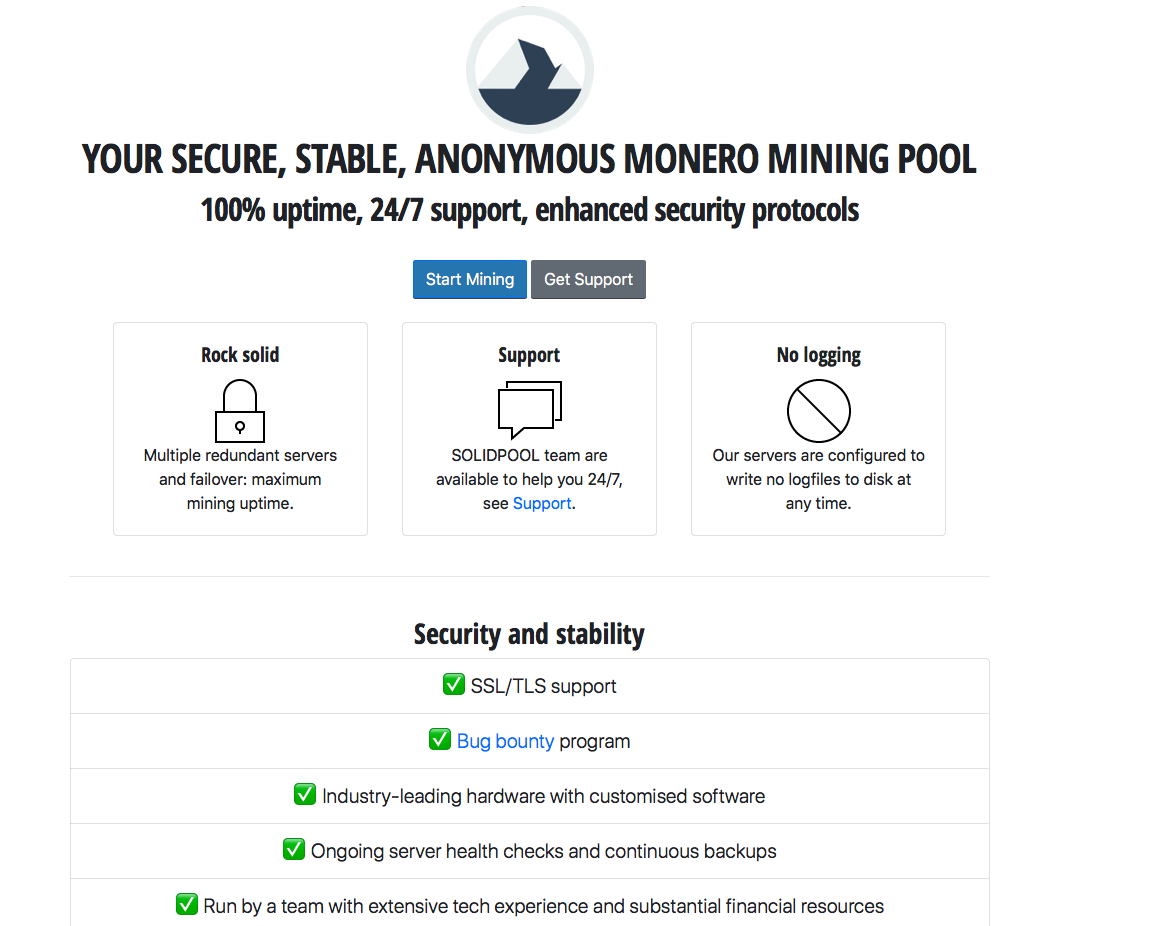 YOUR SECURE, STABLE, ANONYMOUS MONERO MINING POOL
100% uptime, 24/7 support, enhanced security protocols
Start Mining
Get Support
Rock solid
Multiple redundant servers
and failover: maximum
mining uptime.
Support
SOLIDPOOL team are
available to help you 24/7,
see Support.
No logging
Our servers are configured to
write no logfiles to disk at
any time.
Security and stability
✅ SSL/TLS support
✅ Bug bounty program
✅ Industry-leading hardware with customised software
✅ Ongoing server health checks and continuous backups
✅ Run by a team with extensive tech experience and substantial financial resources